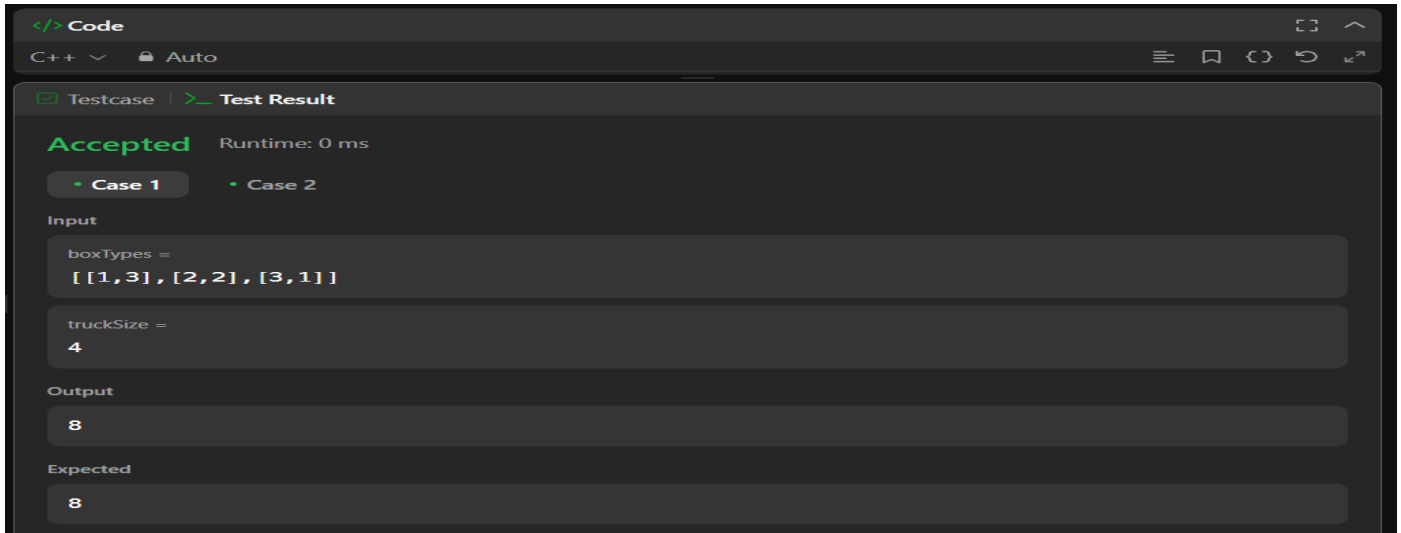 </> Code
C++ Auto
Testcase | >_ Test Result
Accepted Runtime: 0 ms
• Case 1 • Case 2
Input
boxTypes =
[[1,3],[2,2],[3,1]]
truckSize =
4
Output
8
Expected
8